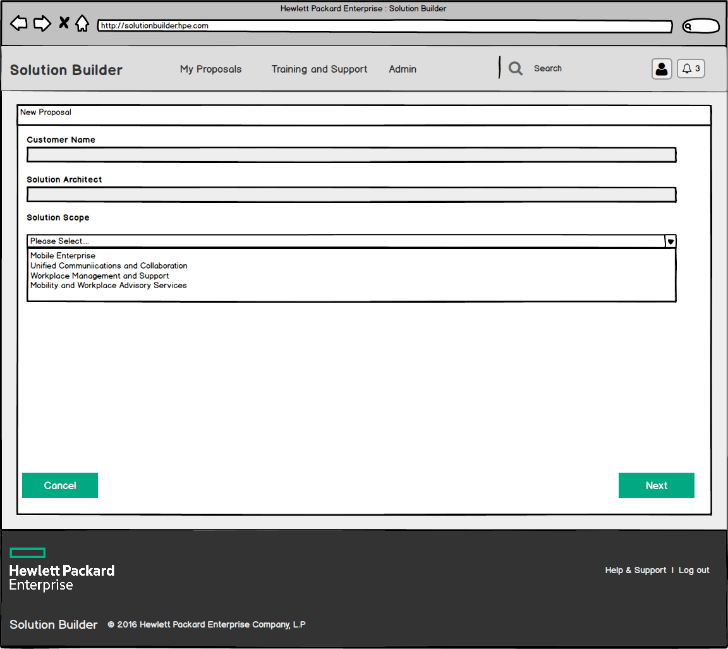 Hewlett Packard Enterprise : Solution Builder
http://solutionbuilderhpe.com
Solution Builder My Proposals Training and Support Admin Search 3
New Proposal
Customer Name
Solution Architect
Solution Scope
Please Select...
Mobile Enterprise
Unified Communiications and Collaboration
Workplace Management and Support
Mobility and Workplace Advisory Services
Cancel Next
Hewlett Packard
Enterprise
Help & Support | Log out
Solution Builder © 2016 Hewlett Packard Enterprise Company, L.P